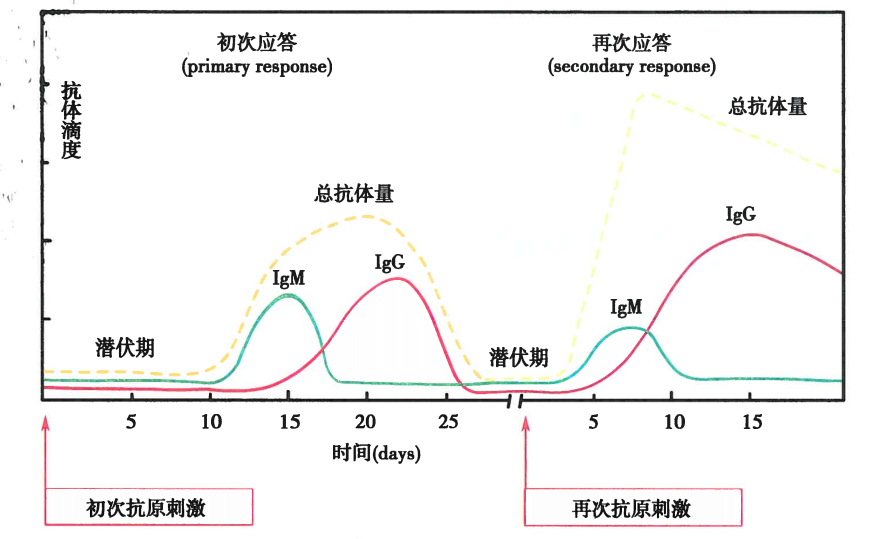 初次应答
(primary response)
再次应答
(secondary response)
抗体滴度
总抗体量
IgM
IgG
潜伏期
总抗体量
IgG
IgM
潜伏期
5 10 15 20 25 5 10 15
时间(days)
初次抗原刺激
再次抗原刺激